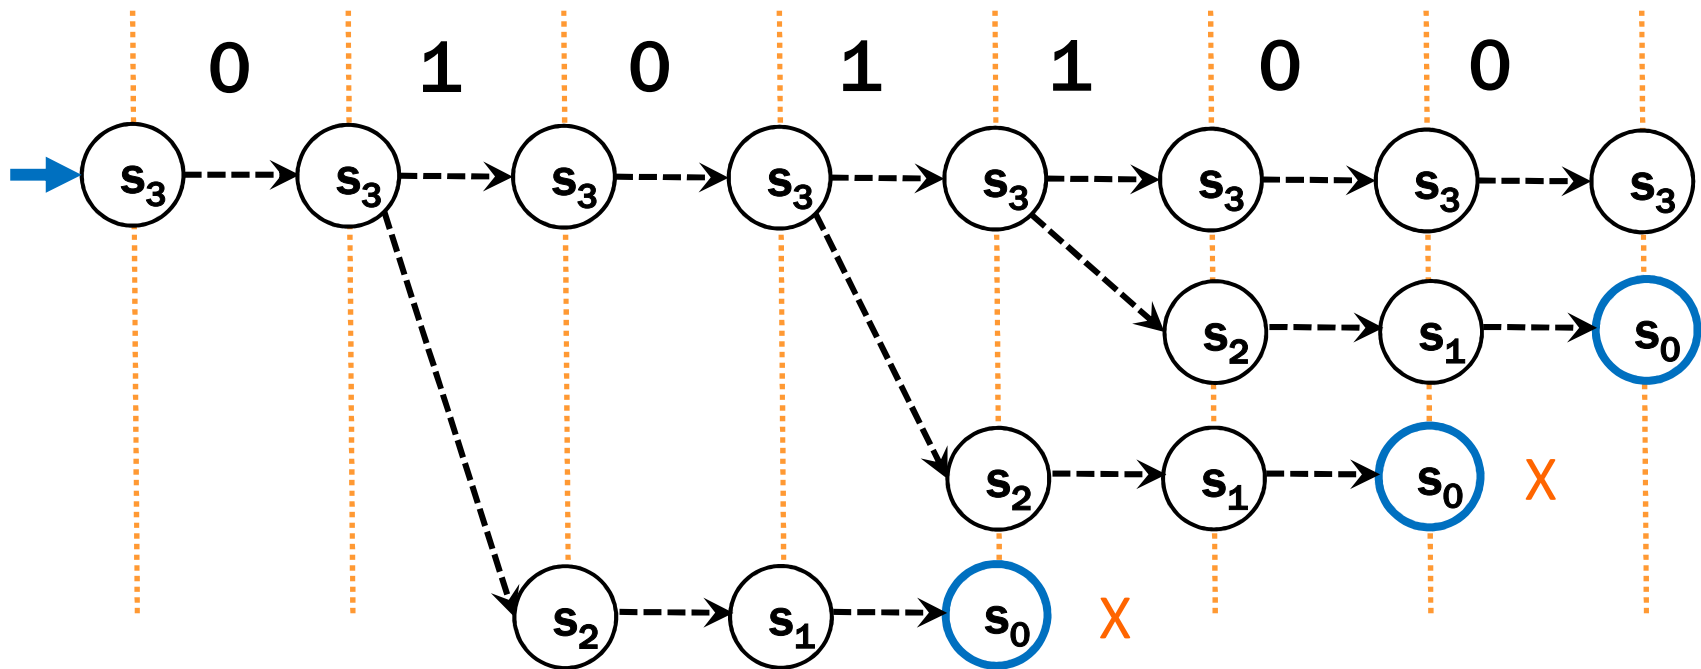 0 1 0 1 1 0 0
s₃ s₃ s₃ s₃ s₃ s₃ s₃ s₃
s₂ s₁ s₀
s₂ s₁ s₀ X
s₂ s₁ s₀ X